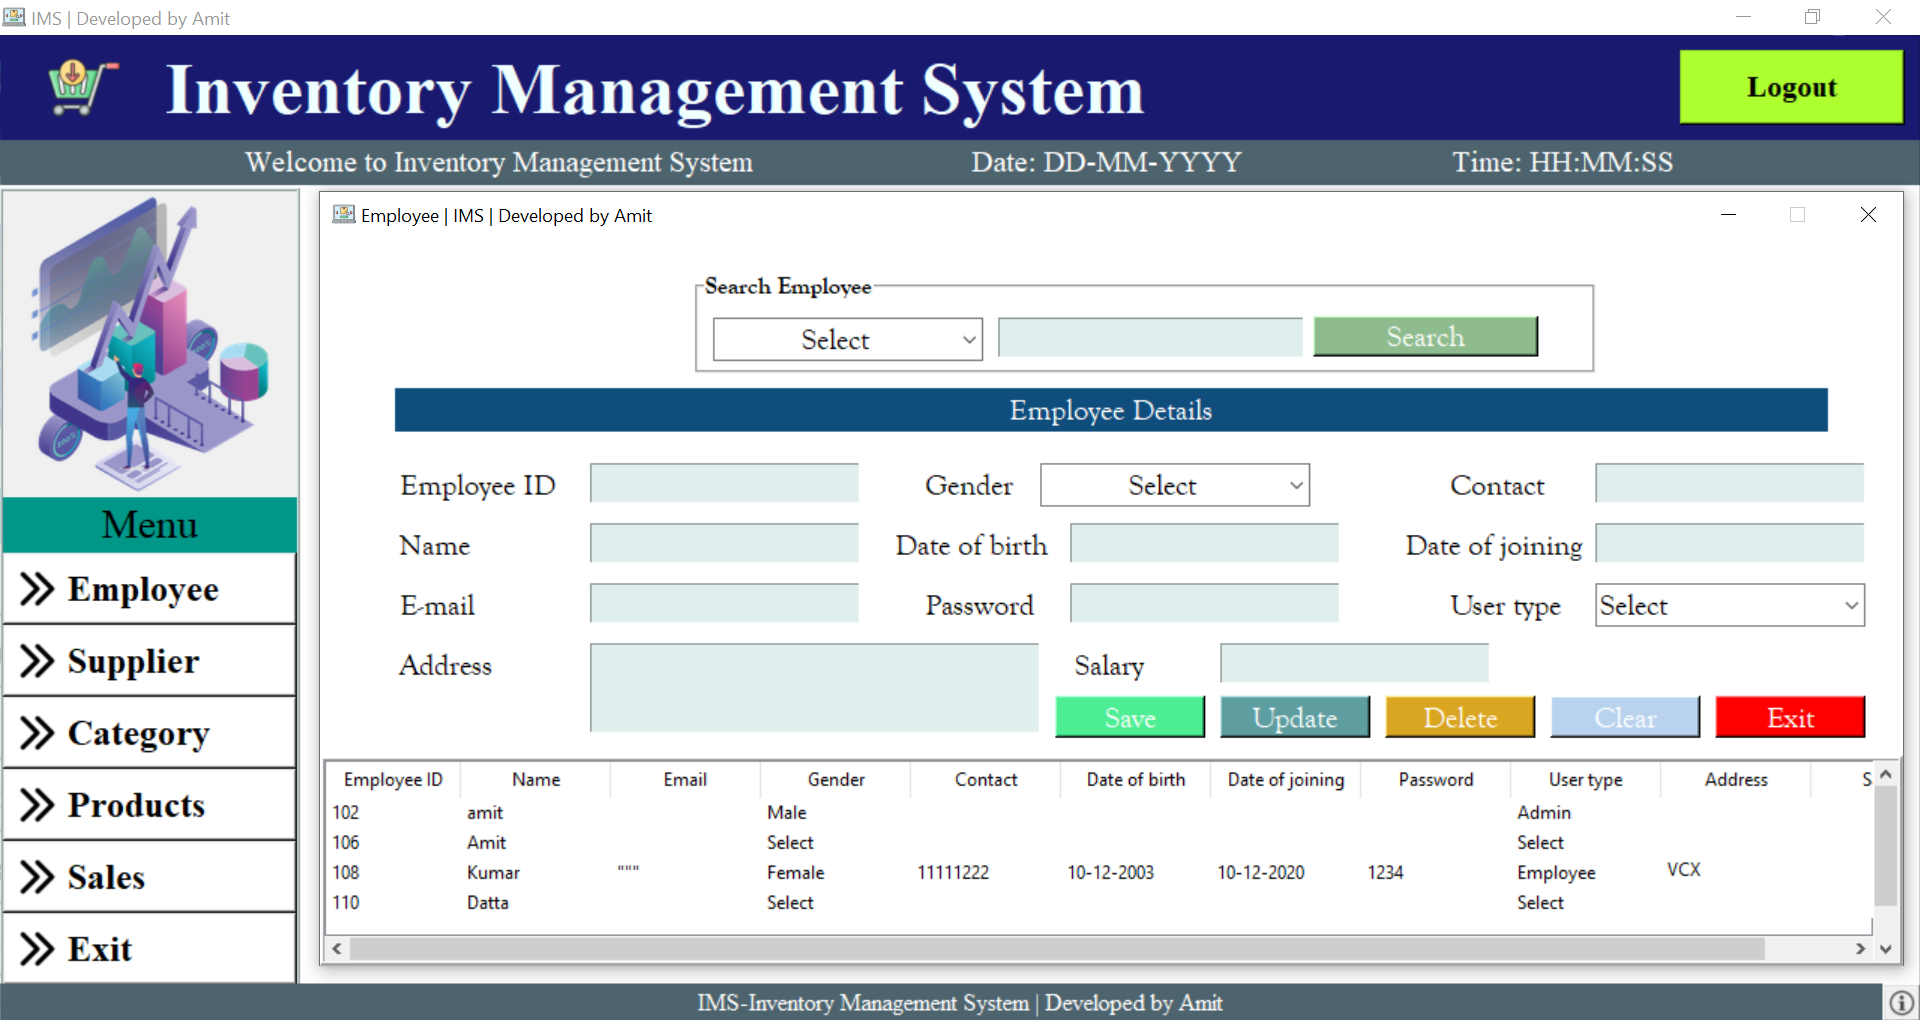 IMS | Developed by Amit
Inventory Management System
Logout
Welcome to Inventory Management System Date: DD-MM-YYYY Time: HH:MM:SS
Menu
Employee
Supplier
Category
Products
Sales
Exit
Employee | IMS | Developed by Amit
Search Employee
Select Search
Employee Details
Employee ID Gender Select Contact
Name Date of birth Date of joining
E-mail Password User type Select
Address Salary
Save Update Delete Clear Exit
Employee ID Name Email Gender Contact Date of birth Date of joining Password User type Address S
102 amit Male Admin
106 Amit Select Select
108 Kumar """ Female 11111222 10-12-2003 10-12-2020 1234 Employee VCX
110 Datta Select Select
IMS-Inventory Management System | Developed by Amit